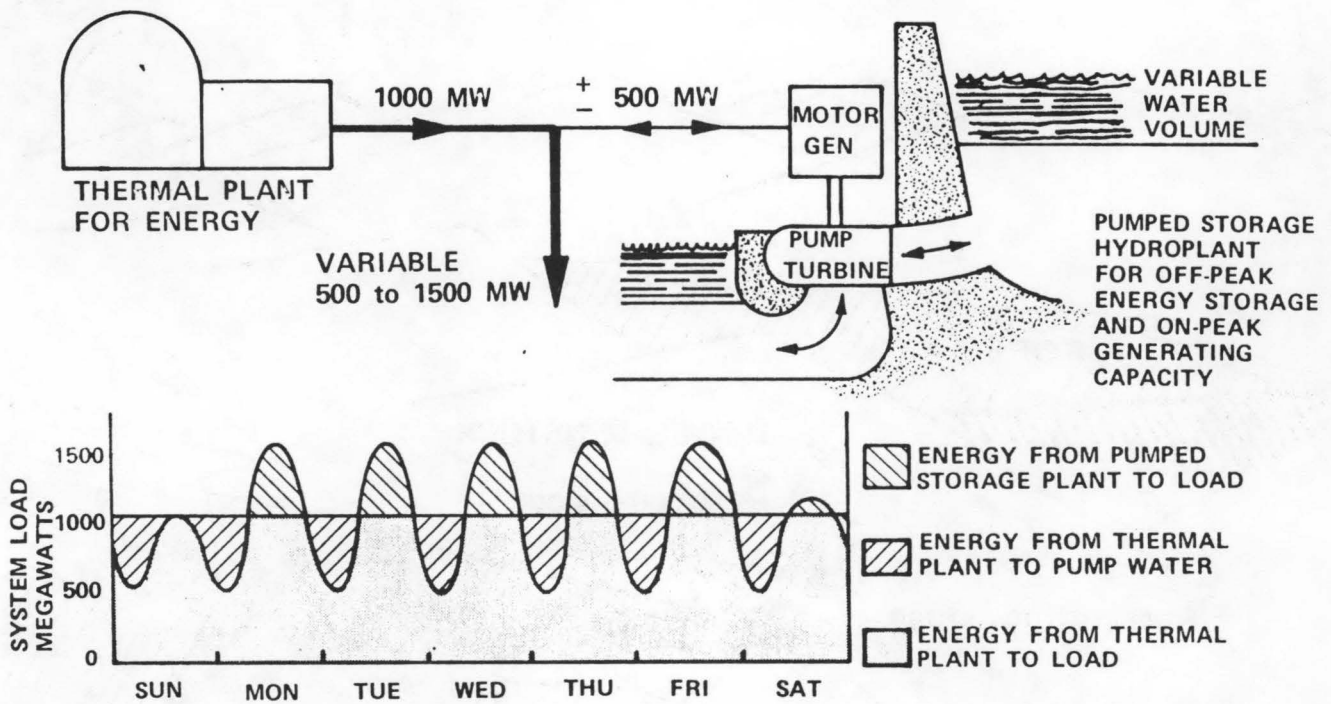 1000 MW
+
− 500 MW
MOTOR
GEN
VARIABLE
WATER
VOLUME
THERMAL PLANT
FOR ENERGY
VARIABLE
500 to 1500 MW
PUMP
TURBINE
PUMPED STORAGE
HYDROPLANT
FOR OFF-PEAK
ENERGY STORAGE
AND ON-PEAK
GENERATING
CAPACITY
SYSTEM LOAD
MEGAWATTS
1500
1000
500
0
SUN MON TUE WED THU FRI SAT
ENERGY FROM PUMPED
STORAGE PLANT TO LOAD
ENERGY FROM THERMAL
PLANT TO PUMP WATER
ENERGY FROM THERMAL
PLANT TO LOAD